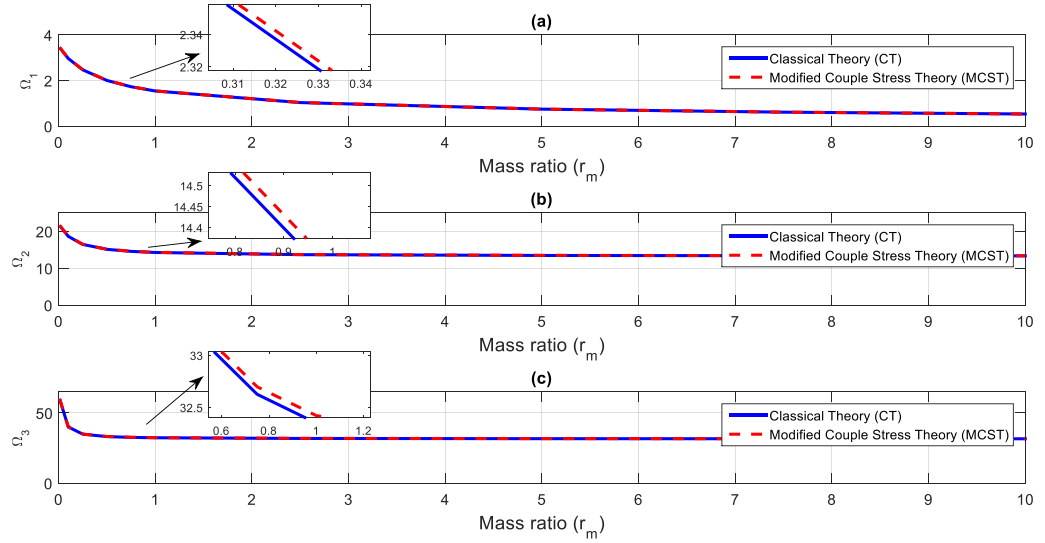 (a)
4
2
0
Ω1
2.34
2.32
0.31 0.32 0.33 0.34
Classical Theory (CT)
Modified Couple Stress Theory (MCST)
0 1 2 3 4 5 6 7 8 9 10
Mass ratio (rm)
(b)
20
10
0
Ω2
14.5
14.45
14.4
0.8 0.9 1
Classical Theory (CT)
Modified Couple Stress Theory (MCST)
0 1 2 3 4 5 6 7 8 9 10
Mass ratio (rm)
(c)
50
0
Ω3
33
32.5
0.6 0.8 1 1.2
Classical Theory (CT)
Modified Couple Stress Theory (MCST)
0 1 2 3 4 5 6 7 8 9 10
Mass ratio (rm)